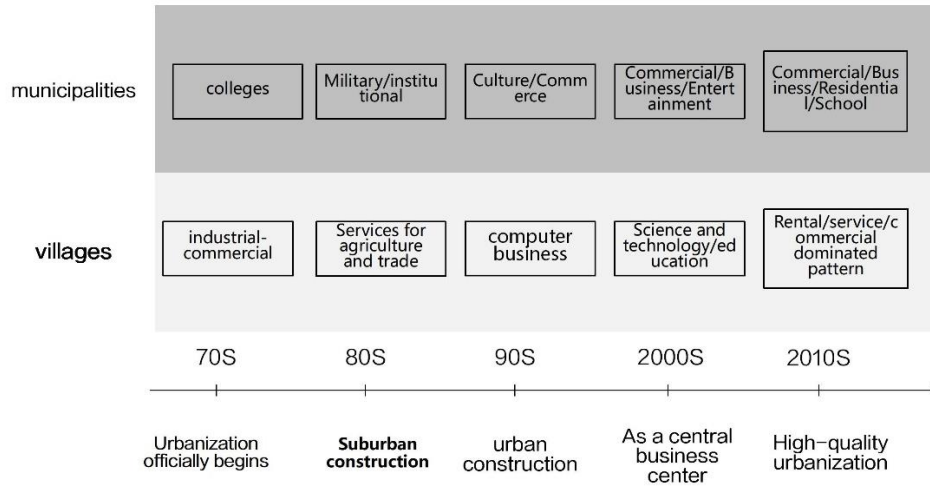 municipalities
colleges
Military/institu
tional
Culture/Comm
erce
Commercial/B
usiness/Entert
ainment
Commercial/Bus
iness/Residentia
l/School
villages
industrial-
commercial
Services for
agriculture
and trade
computer
business
Science and
technology/ed
ucation
Rental/service/c
ommercial
dominated
pattern
70S
80S
90S
2000S
2010S
Urbanization
officially begins
Suburban
construction
urban
construction
As a central
business
center
High-quality
urbanization